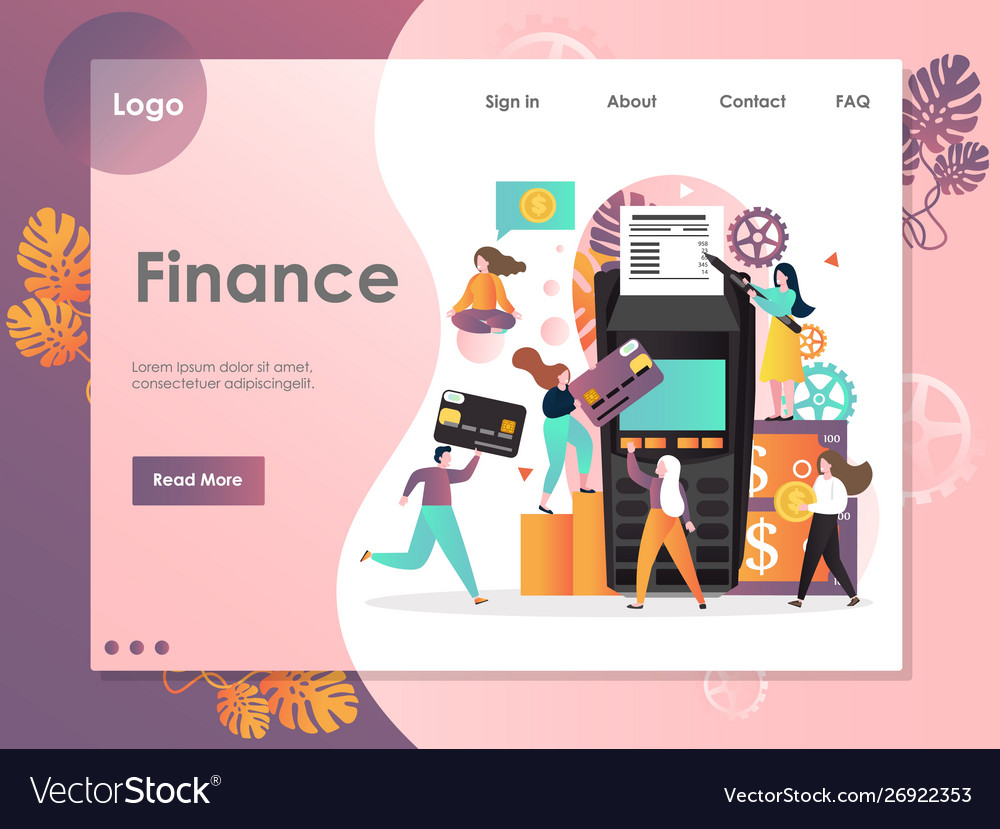 Logo
Sign in
About
Contact
FAQ
Finance
Lorem Ipsum dolor sit amet,
consectetuer adipiscingelit.
Read More
$
958
23
345
14
100
$
$
00
$
VectorStock®
VectorStock.com/26922353